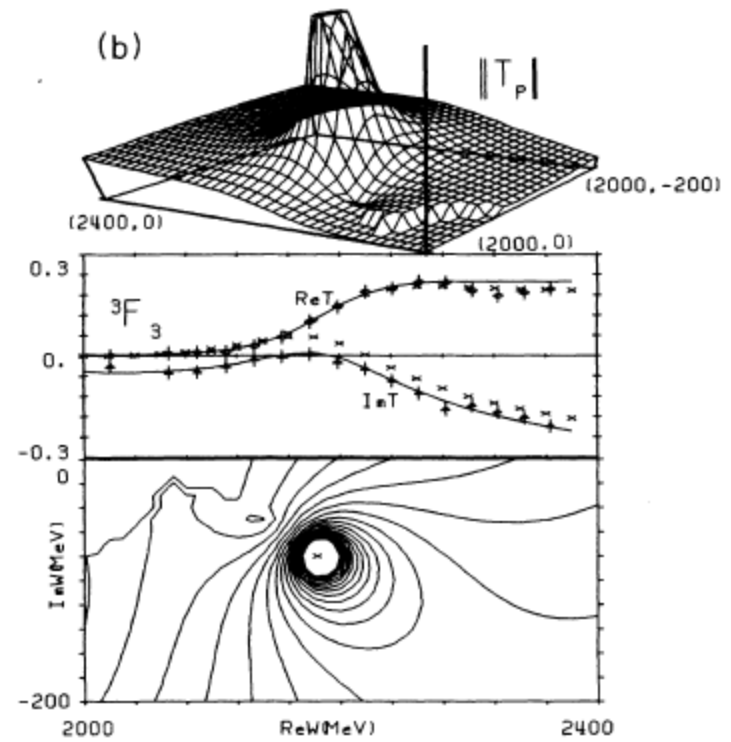 (b)
‖T_P|
(2000,-200)
(2400,0)
(2000,0)
0.3
ReT
³F₃
0.
ImT
-0.3
0
ImW(MeV)
-200
2000
ReW(MeV)
2400